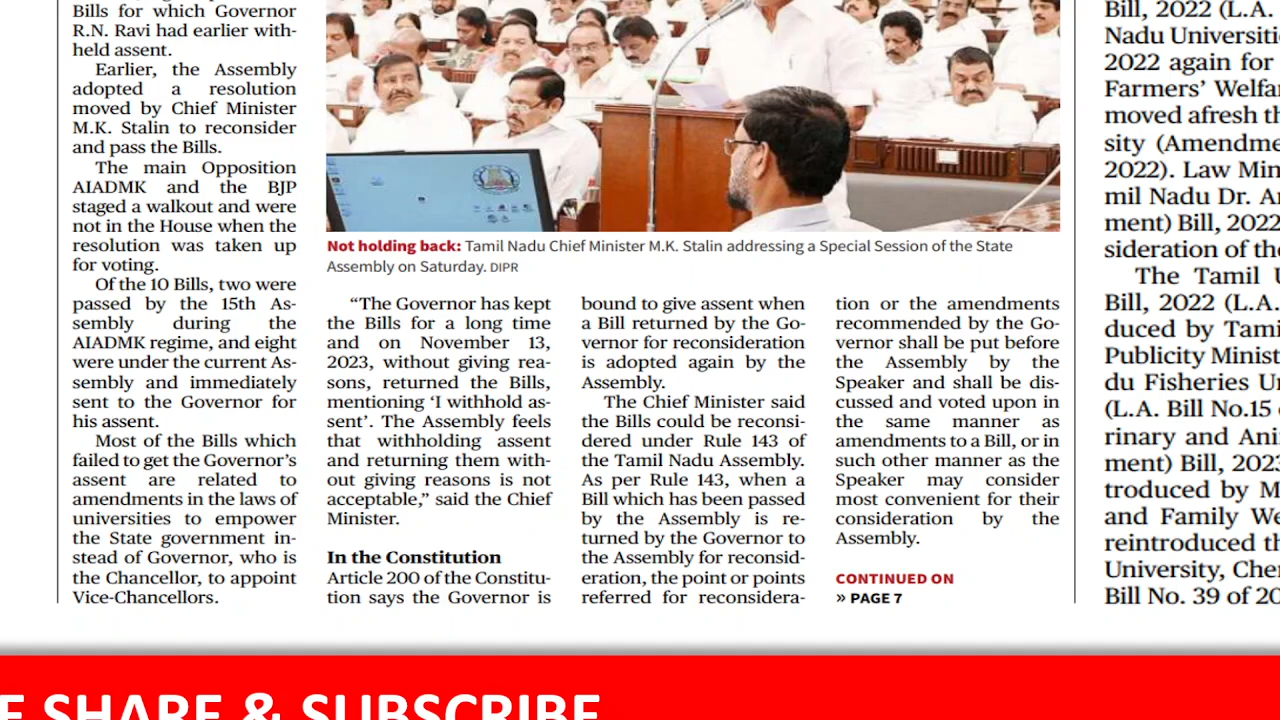 Bills for which Governor
R.N. Ravi had earlier with-
held assent.
Earlier, the Assembly
adopted a resolution
moved by Chief Minister
M.K. Stalin to reconsider
and pass the Bills.
The main Opposition
AIADMK and the BJP
staged a walkout and were
not in the House when the
resolution was taken up
for voting.
Of the 10 Bills, two were
passed by the 15th As-
sembly during the
AIADMK regime, and eight
were under the current As-
sembly and immediately
sent to the Governor for
his assent.
Most of the Bills which
failed to get the Governor's
assent are related to
amendments in the laws of
universities to empower
the State government in-
stead of Governor, who is
the Chancellor, to appoint
Vice-Chancellors.
Not holding back: Tamil Nadu Chief Minister M.K. Stalin addressing a Special Session of the State
Assembly on Saturday. DIPR
“The Governor has kept
the Bills for a long time
and on November 13,
2023, without giving rea-
sons, returned the Bills,
mentioning ‘I withhold as-
sent’. The Assembly feels
that withholding assent
and returning them with-
out giving reasons is not
acceptable,” said the Chief
Minister.
In the Constitution
Article 200 of the Constitu-
tion says the Governor is
bound to give assent when
a Bill returned by the Go-
vernor for reconsideration
is adopted again by the
Assembly.
The Chief Minister said
the Bills could be reconsi-
dered under Rule 143 of
the Tamil Nadu Assembly.
As per Rule 143, when a
Bill which has been passed
by the Assembly is re-
turned by the Governor to
the Assembly for reconsid-
eration, the point or points
referred for reconsidera-
tion or the amendments
recommended by the Go-
vernor shall be put before
the Assembly by the
Speaker and shall be dis-
cussed and voted upon in
the same manner as
amendments to a Bill, or in
such other manner as the
Speaker may consider
most convenient for their
consideration by the
Assembly.
CONTINUED ON
» PAGE 7
Bill, 2022 (L.A.
Nadu Universiti
2022 again for
Farmers’ Welfar
moved afresh th
sity (Amendme
2022). Law Min
mil Nadu Dr. A
ment) Bill, 2022
sideration of the
The Tamil U
Bill, 2022 (L.A.
duced by Tami
Publicity Minist
du Fisheries Un
(L.A. Bill No.15
rinary and Ani
ment) Bill, 2023
troduced by M
and Family We
reintroduced th
University, Cher
Bill No. 39 of 20
E SHARE & SUBSCRIBE